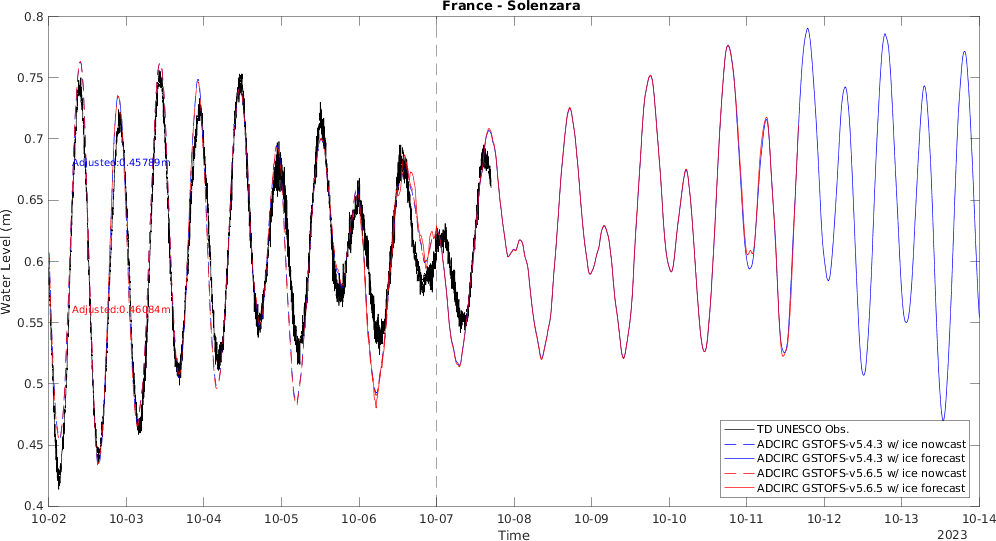 France - Solenzara
0.8
0.75
0.7
0.65
0.6
0.55
0.5
0.45
0.4
Water Level (m)
Adjusted:0.45789m
Adjusted:0.46084m
TD UNESCO Obs.
ADCIRC GSTOFS-v5.4.3 w/ ice nowcast
ADCIRC GSTOFS-v5.4.3 w/ ice forecast
ADCIRC GSTOFS-v5.6.5 w/ ice nowcast
ADCIRC GSTOFS-v5.6.5 w/ ice forecast
10-02 10-03 10-04 10-05 10-06 10-07 10-08 10-09 10-10 10-11 10-12 10-13 10-14
Time
2023